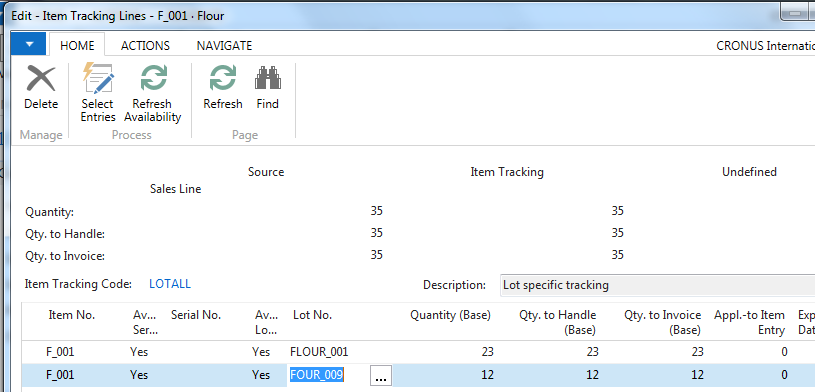 Edit - Item Tracking Lines - F_001 · Flour
HOME ACTIONS NAVIGATE CRONUS Internatio
Delete Select Entries Refresh Availability Refresh Find
Manage Process Page
Source Item Tracking Undefined
Sales Line
Quantity: 35 35
Qty. to Handle: 35 35
Qty. to Invoice: 35 35
Item Tracking Code: LOTALL Description: Lot specific tracking
Item No. Av... Ser... Serial No. Av... Lo... Lot No. Quantity (Base) Qty. to Handle (Base) Qty. to Invoice (Base) Appl.-to Item Entry Exp Dat
F_001 Yes Yes FLOUR_001 23 23 23 0
F_001 Yes Yes FOUR_009 ... 12 12 12 0